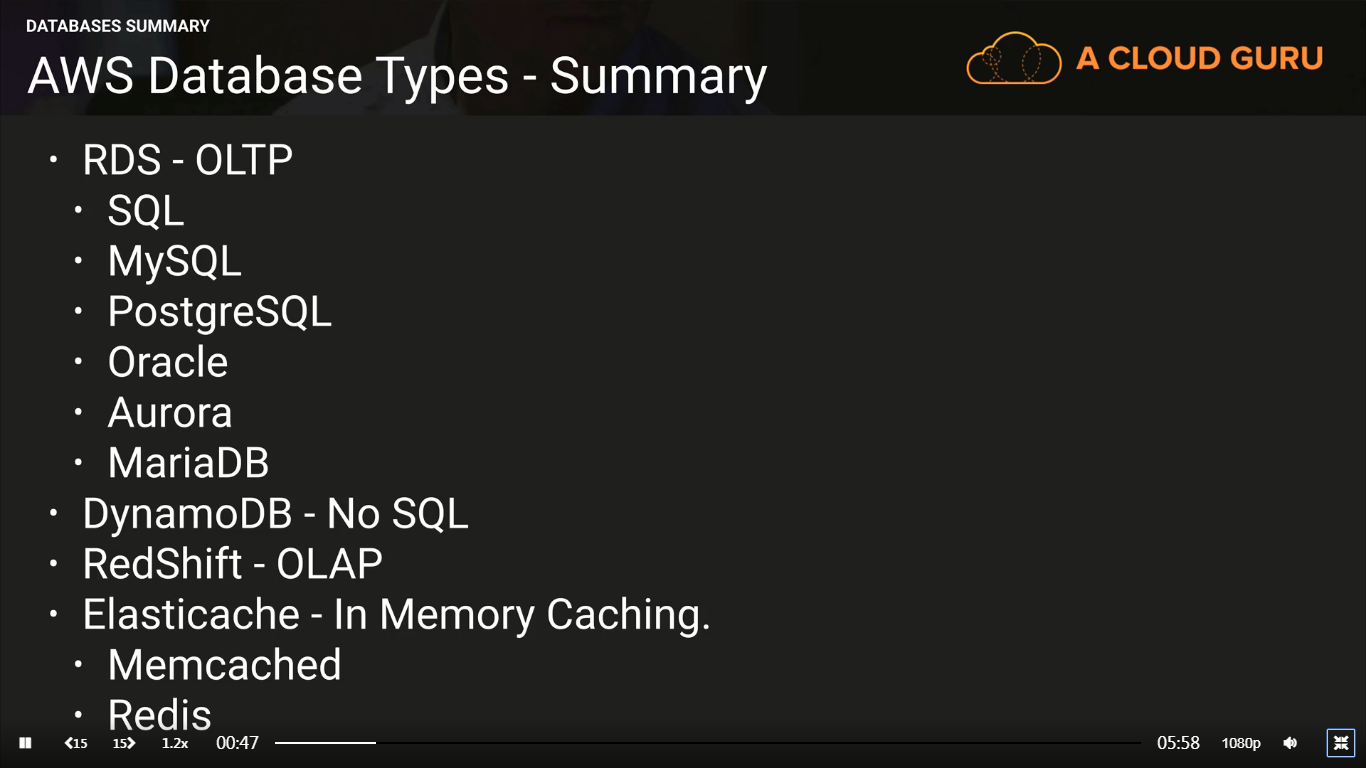 DATABASES SUMMARY
AWS Database Types - Summary
A CLOUD GURU
• RDS - OLTP
• SQL
• MySQL
• PostgreSQL
• Oracle
• Aurora
• MariaDB
• DynamoDB - No SQL
• RedShift - OLAP
• Elasticache - In Memory Caching.
• Memcached
• Redis
15 15 1.2x 00:47 05:58 1080p